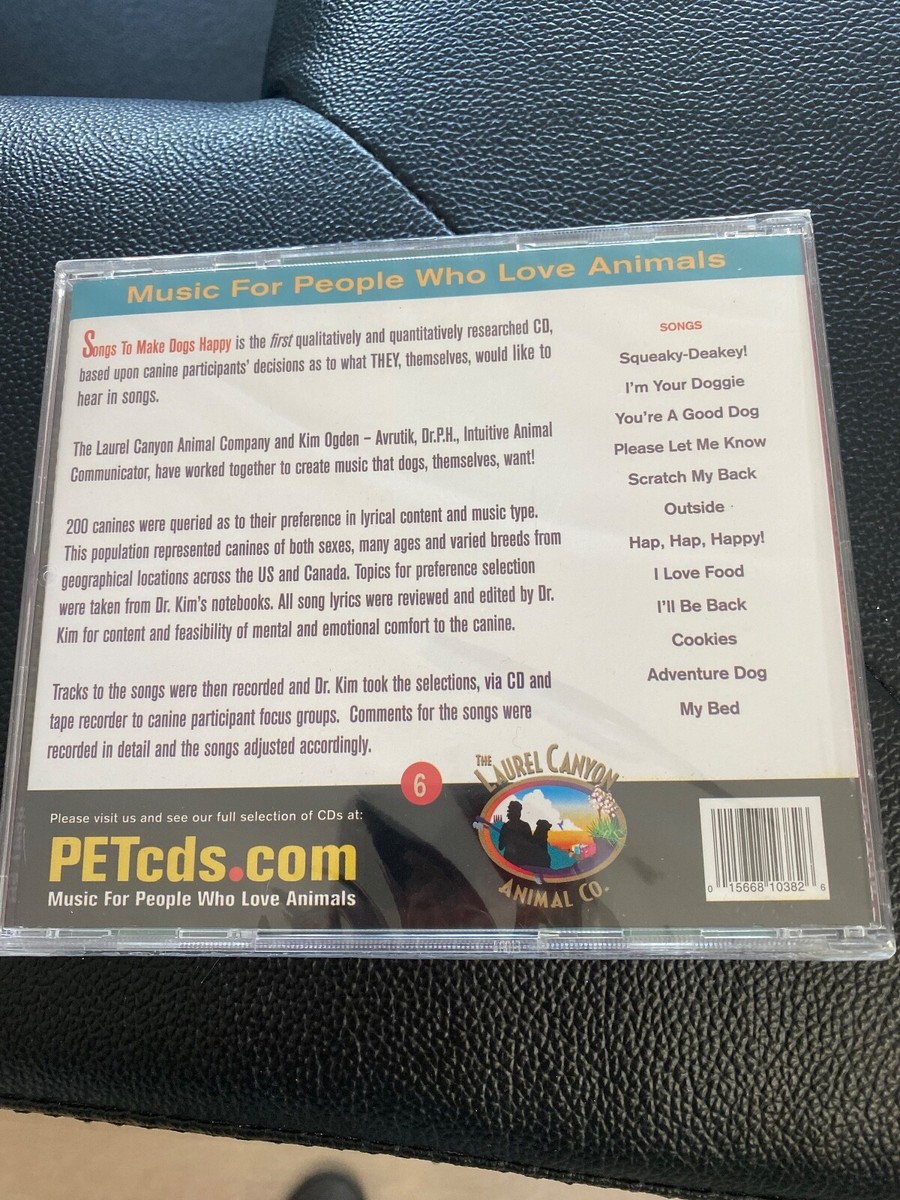 Music For People Who Love Animals
Songs To Make Dogs Happy is the first qualitatively and quantitatively researched CD,
based upon canine participants' decisions as to what THEY, themselves, would like to
hear in songs.
The Laurel Canyon Animal Company and Kim Ogden – Avrutik, Dr.P.H., Intuitive Animal
Communicator, have worked together to create music that dogs, themselves, want!
200 canines were queried as to their preference in lyrical content and music type.
This population represented canines of both sexes, many ages and varied breeds from
geographical locations across the US and Canada. Topics for preference selection
were taken from Dr. Kim's notebooks. All song lyrics were reviewed and edited by Dr.
Kim for content and feasibility of mental and emotional comfort to the canine.
Tracks to the songs were then recorded and Dr. Kim took the selections, via CD and
tape recorder to canine participant focus groups. Comments for the songs were
recorded in detail and the songs adjusted accordingly.
SONGS
Squeaky-Deakey!
I'm Your Doggie
You're A Good Dog
Please Let Me Know
Scratch My Back
Outside
Hap, Hap, Happy!
I Love Food
I'll Be Back
Cookies
Adventure Dog
My Bed
6
Please visit us and see our full selection of CDs at:
PETcds.com
Music For People Who Love Animals
THE
LAUREL CANYON
ANIMAL CO.
0 15668 10382 6